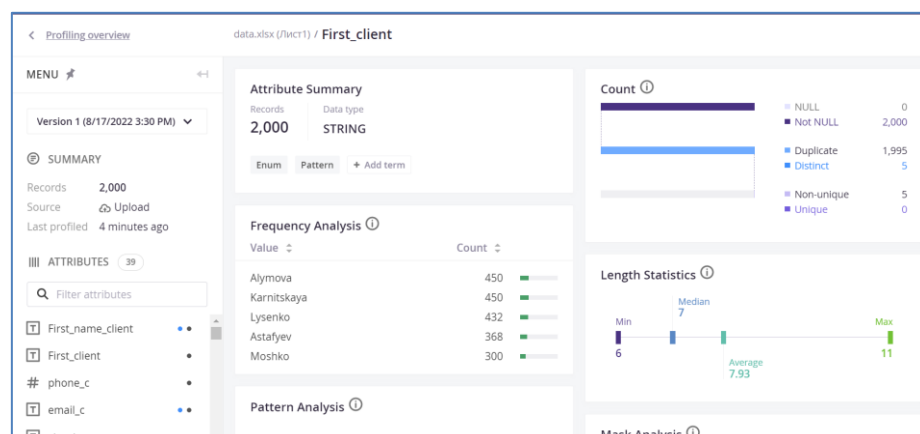 Profiling overview
data.xlsx (Лист1) / First_client
MENU
Version 1 (8/17/2022 3:30 PM)
SUMMARY
Records 2,000
Source Upload
Last profiled 4 minutes ago
ATTRIBUTES 39
Filter attributes
T First_name_client
T First_client
# phone_c
T email_c
Attribute Summary
Records Data type
2,000 STRING
Enum Pattern + Add term
Frequency Analysis
Value Count
Alymova 450
Karnitskaya 450
Lysenko 432
Astafyev 368
Moshko 300
Pattern Analysis
Count
NULL 0
Not NULL 2,000
Duplicate 1,995
Distinct 5
Non-unique 5
Unique 0
Length Statistics
Median
7
Min
6
Max
11
Average
7.93
Mask Analysis